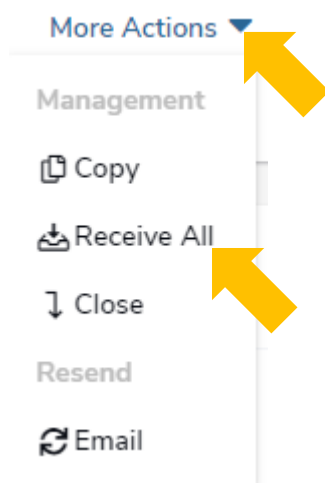 More Actions
Management
Copy
Receive All
Close
Resend
Email